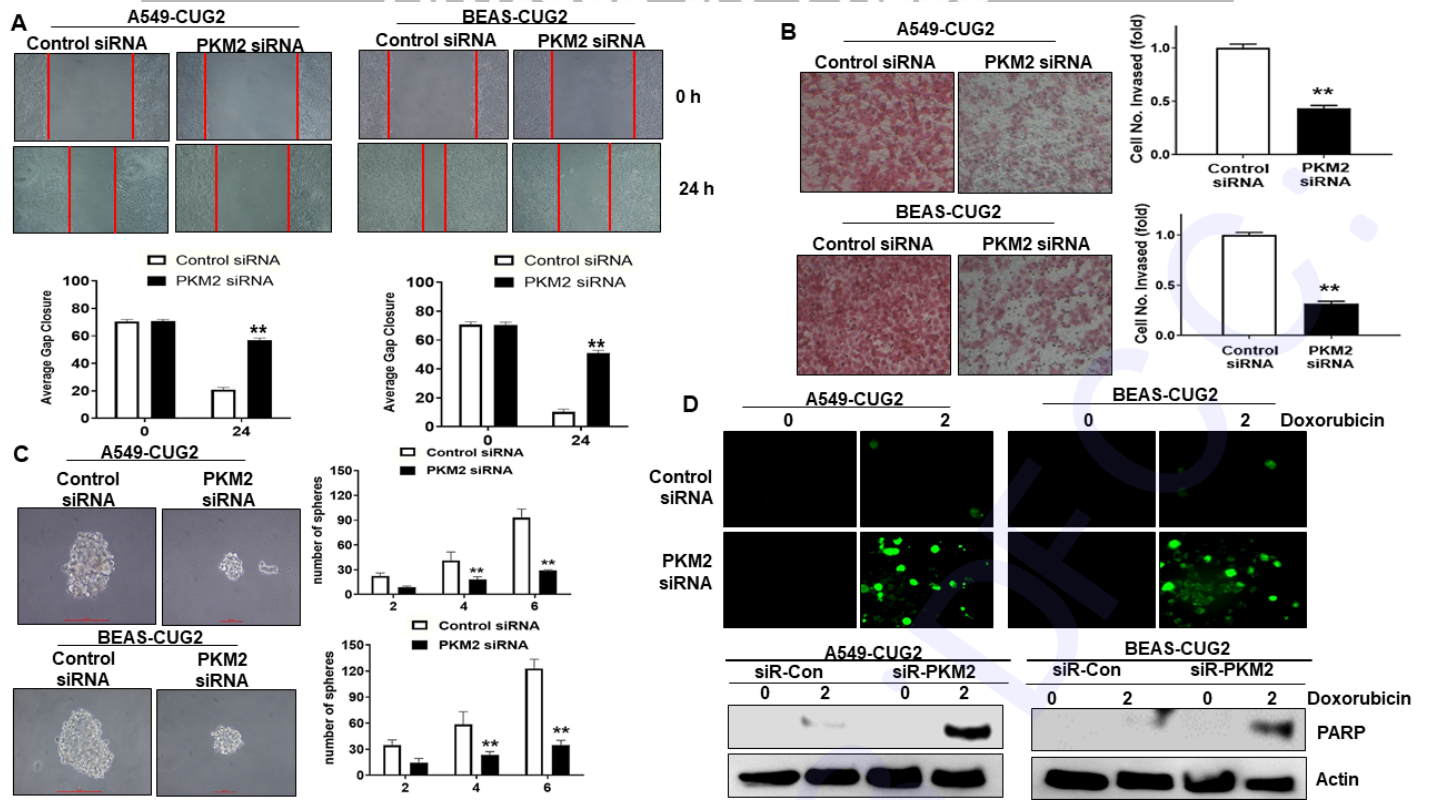 A
A549-CUG2
Control siRNA
PKM2 siRNA
BEAS-CUG2
Control siRNA
PKM2 siRNA
0 h
24 h
Control siRNA
PKM2 siRNA
Average Gap Closure
100
80
60
40
20
0
**
0
24
Control siRNA
PKM2 siRNA
Average Gap Closure
100
80
60
40
20
0
**
0
24
B
A549-CUG2
Control siRNA
PKM2 siRNA
Cell No. Invased (fold)
1.0
0.5
0.0
**
Control
siRNA
PKM2
siRNA
BEAS-CUG2
Control siRNA
PKM2 siRNA
Cell No. Invased (fold)
1.0
0.5
0.0
**
Control
siRNA
PKM2
siRNA
C
A549-CUG2
Control
siRNA
PKM2
siRNA
Control siRNA
PKM2 siRNA
number of spheres
150
120
90
60
30
0
**
**
2
4
6
BEAS-CUG2
Control
siRNA
PKM2
siRNA
Control siRNA
PKM2 siRNA
number of spheres
150
120
90
60
30
0
**
**
2
4
6
D
A549-CUG2
BEAS-CUG2
0
2
0
2
Doxorubicin
Control
siRNA
PKM2
siRNA
A549-CUG2
BEAS-CUG2
siR-Con
siR-PKM2
siR-Con
siR-PKM2
0
2
0
2
0
2
0
2
Doxorubicin
PARP
Actin